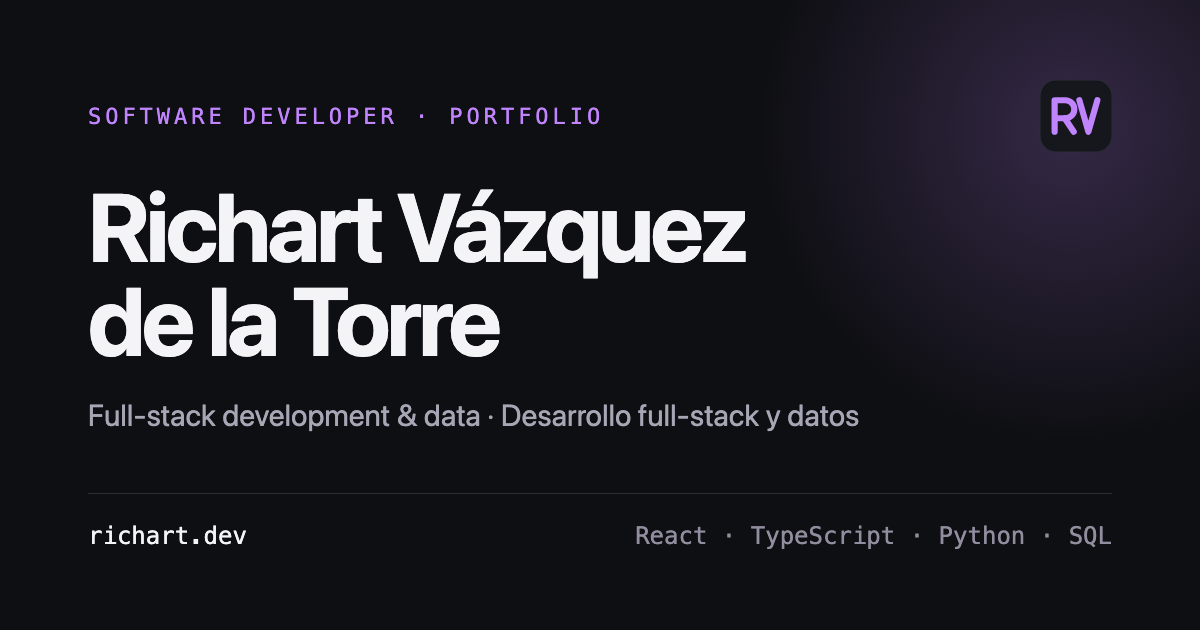 SOFTWARE DEVELOPER · PORTFOLIO
RV
Richart Vázquez
de la Torre
Full-stack development & data · Desarrollo full-stack y datos
richart.dev
React · TypeScript · Python · SQL